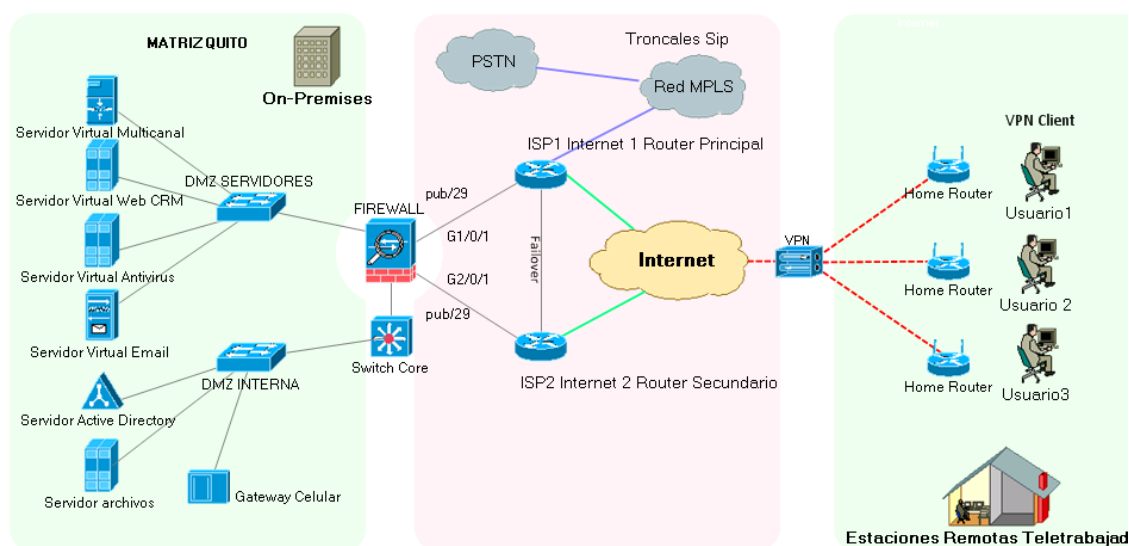 MATRIZ QUITO
On-Premises
Servidor Virtual Multicanal
Servidor Virtual Web CRM
Servidor Virtual Antivirus
Servidor Virtual Email
DMZ SERVIDORES
DMZ INTERNA
Servidor Active Directory
Servidor archivos
Gateway Celular
FIREWALL
Switch Core
pub/29
G1/0/1
G2/0/1
pub/29
Troncales Sip
PSTN
Red MPLS
ISP1 Internet 1 Router Principal
Failover
Internet
ISP2 Internet 2 Router Secundario
VPN
VPN Client
Home Router
Usuario1
Home Router
Usuario 2
Home Router
Usuario3
Estaciones Remotas Teletrabajad